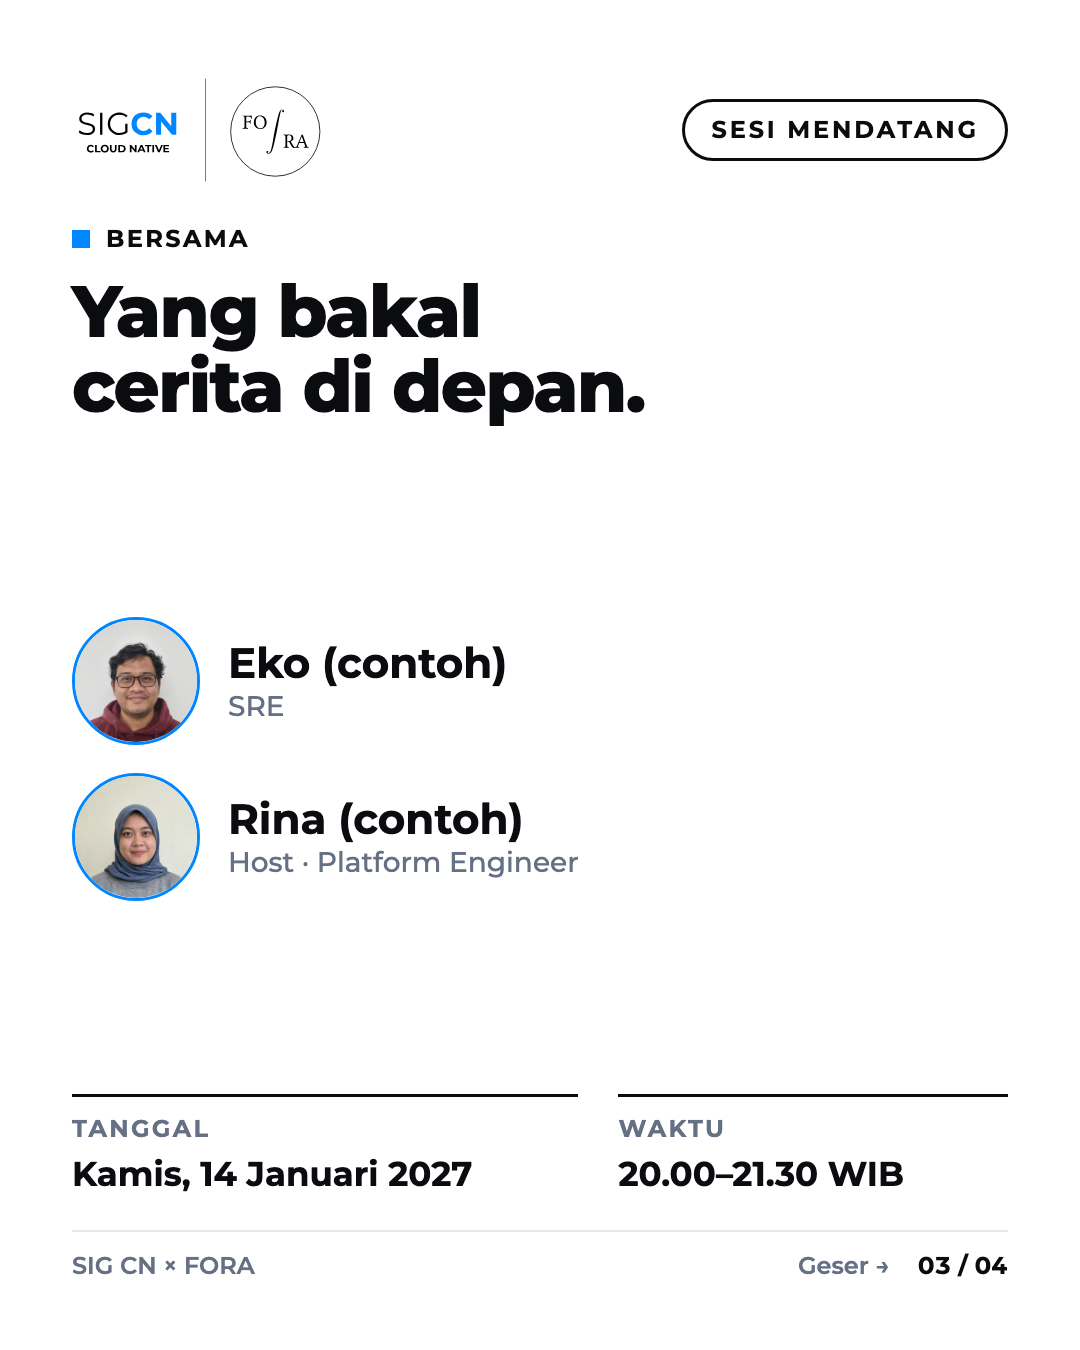 SIGCN
CLOUD NATIVE
FO∫RA
SESI MENDATANG
BERSAMA
Yang bakal
cerita di depan.
Eko (contoh)
SRE
Rina (contoh)
Host · Platform Engineer
TANGGAL
Kamis, 14 Januari 2027
WAKTU
20.00–21.30 WIB
SIG CN × FORA
Geser → 03 / 04